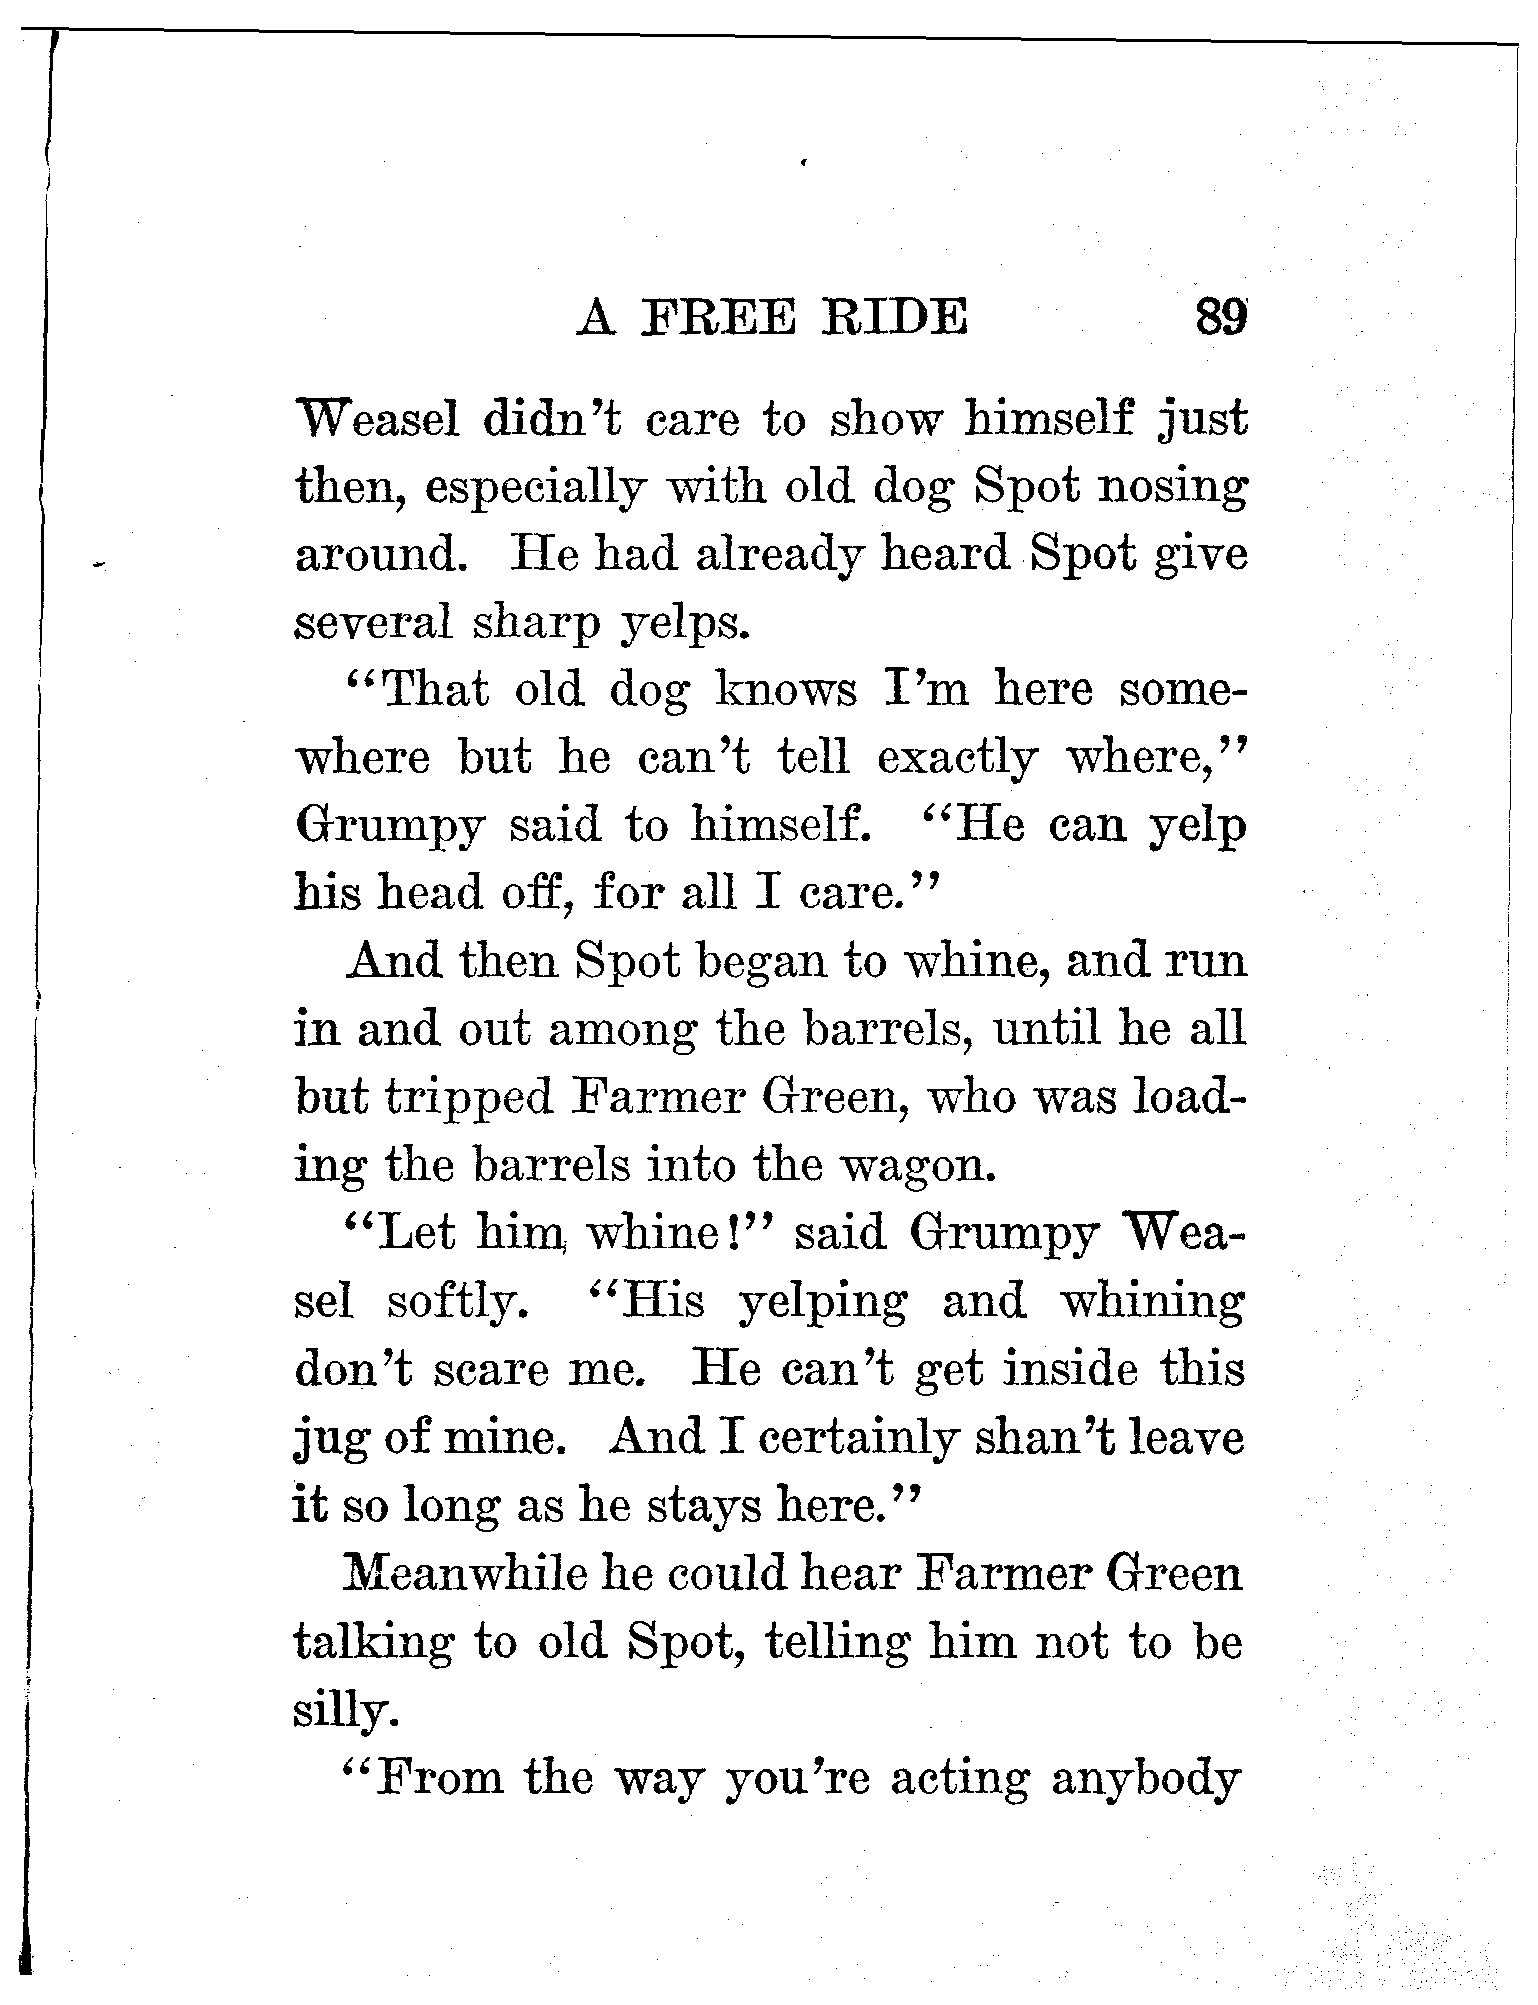 A FREE RIDE 89
Weasel didn't care to show himself just
then, especially with old dog Spot nosing
around. He had already heard Spot give
several sharp yelps.
"That old dog knows I'm here some-
where but he can't tell exactly where,"
Grumpy said to himself. "He can yelp
his head off, for all I care."
And then Spot began to whine, and run
in and out among the barrels, until he all
but tripped Farmer Green, who was load-
ing the barrels into the wagon.
"Let him whine!" said Grumpy Wea-
sel softly. "His yelping and whining
don't scare me. He can't get inside this
jug of mine. And I certainly shan't leave
it so long as he stays here."
Meanwhile he could hear Farmer Green
talking to old Spot, telling him not to be
silly.
"From the way you're acting anybody